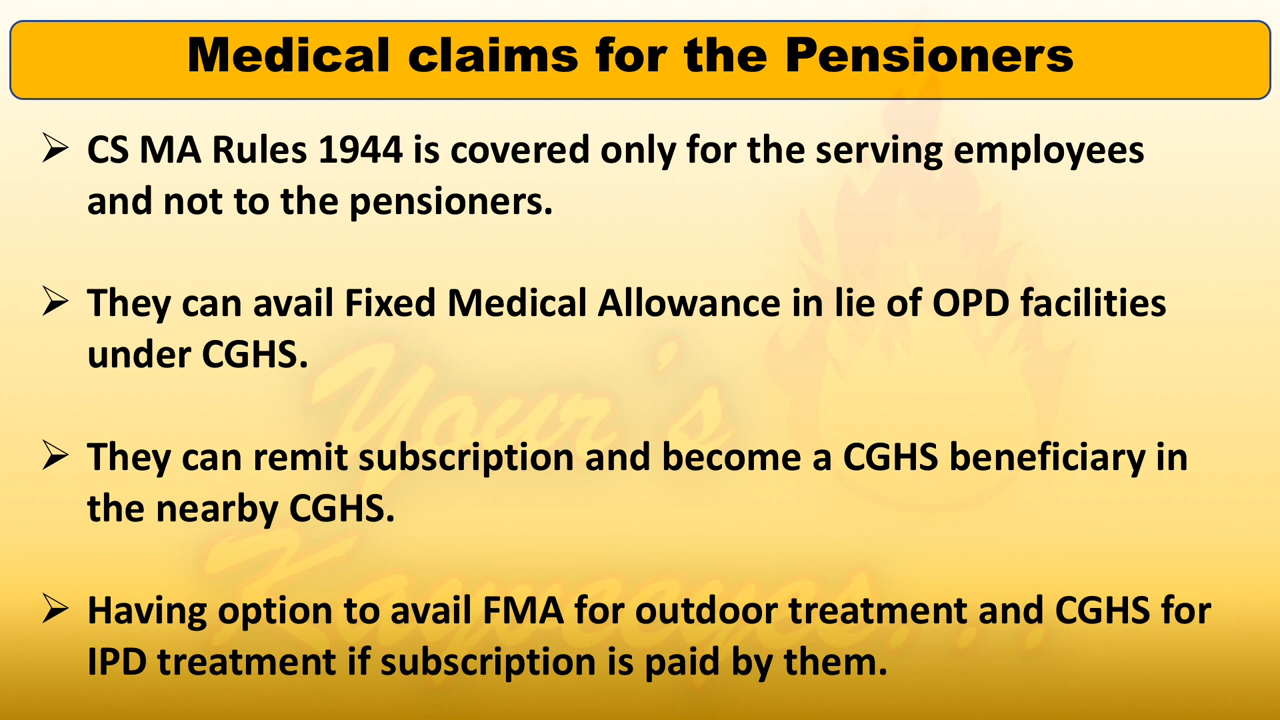 Medical claims for the Pensioners
➢ CS MA Rules 1944 is covered only for the serving employees
and not to the pensioners.
➢ They can avail Fixed Medical Allowance in lie of OPD facilities
under CGHS.
➢ They can remit subscription and become a CGHS beneficiary in
the nearby CGHS.
➢ Having option to avail FMA for outdoor treatment and CGHS for
IPD treatment if subscription is paid by them.
Your's